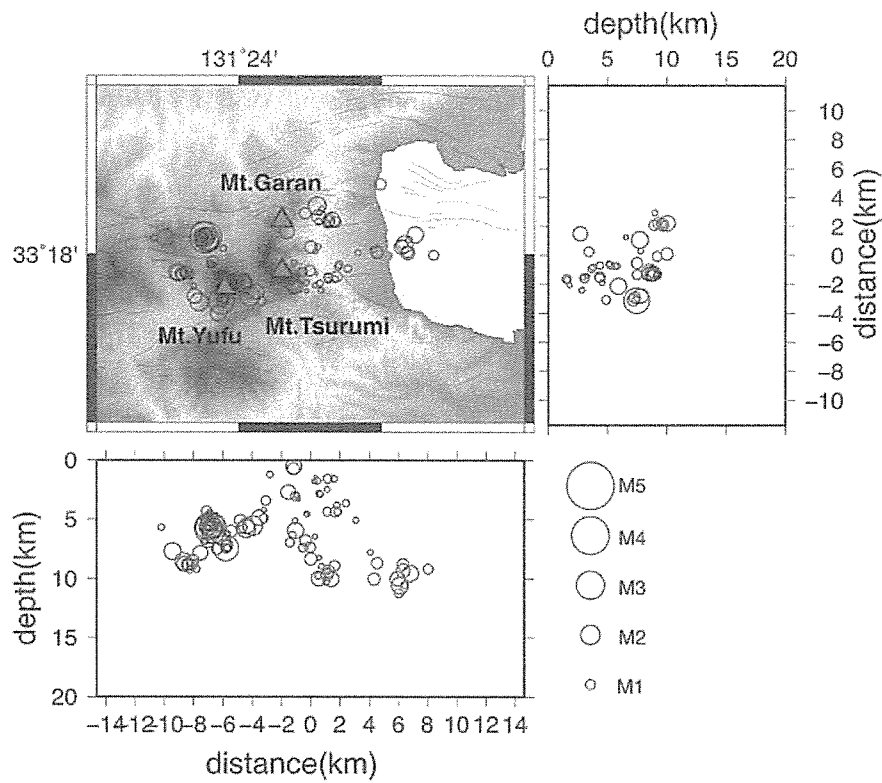 depth(km)
131°24'
0 5 10 15 20
Mt.Garan
33°18'
Mt.Yufu
Mt.Tsurumi
10
8
6
4
2
0
−2
−4
−6
−8
−10
distance(km)
0
5
10
15
20
depth(km)
−14−12−10−8 −6 −4 −2 0 2 4 6 8 10 12 14
distance(km)
M5
M4
M3
M2
M1